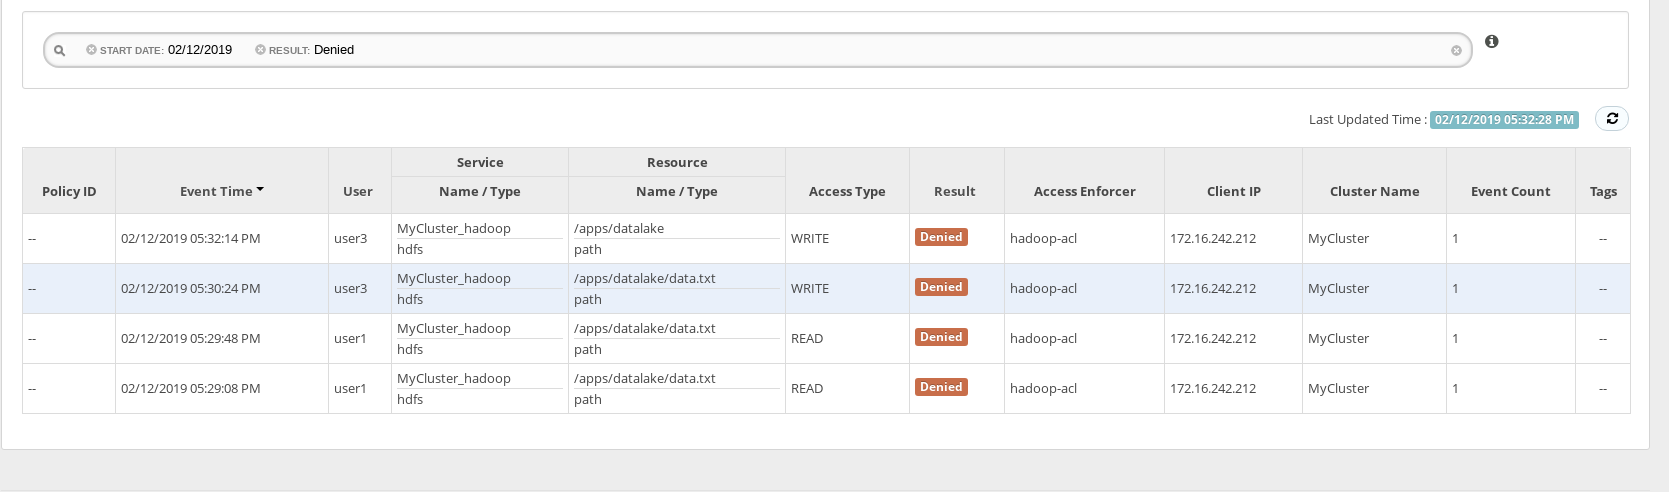 START DATE: 02/12/2019 RESULT: Denied
Last Updated Time : 02/12/2019 05:32:28 PM
Service Resource
Policy ID Event Time User Name / Type Name / Type Access Type Result Access Enforcer Client IP Cluster Name Event Count Tags
-- 02/12/2019 05:32:14 PM user3 MyCluster_hadoop /apps/datalake WRITE Denied hadoop-acl 172.16.242.212 MyCluster 1 --
hdfs path
-- 02/12/2019 05:30:24 PM user3 MyCluster_hadoop /apps/datalake/data.txt WRITE Denied hadoop-acl 172.16.242.212 MyCluster 1 --
hdfs path
-- 02/12/2019 05:29:48 PM user1 MyCluster_hadoop /apps/datalake/data.txt READ Denied hadoop-acl 172.16.242.212 MyCluster 1 --
hdfs path
-- 02/12/2019 05:29:08 PM user1 MyCluster_hadoop /apps/datalake/data.txt READ Denied hadoop-acl 172.16.242.212 MyCluster 1 --
hdfs path